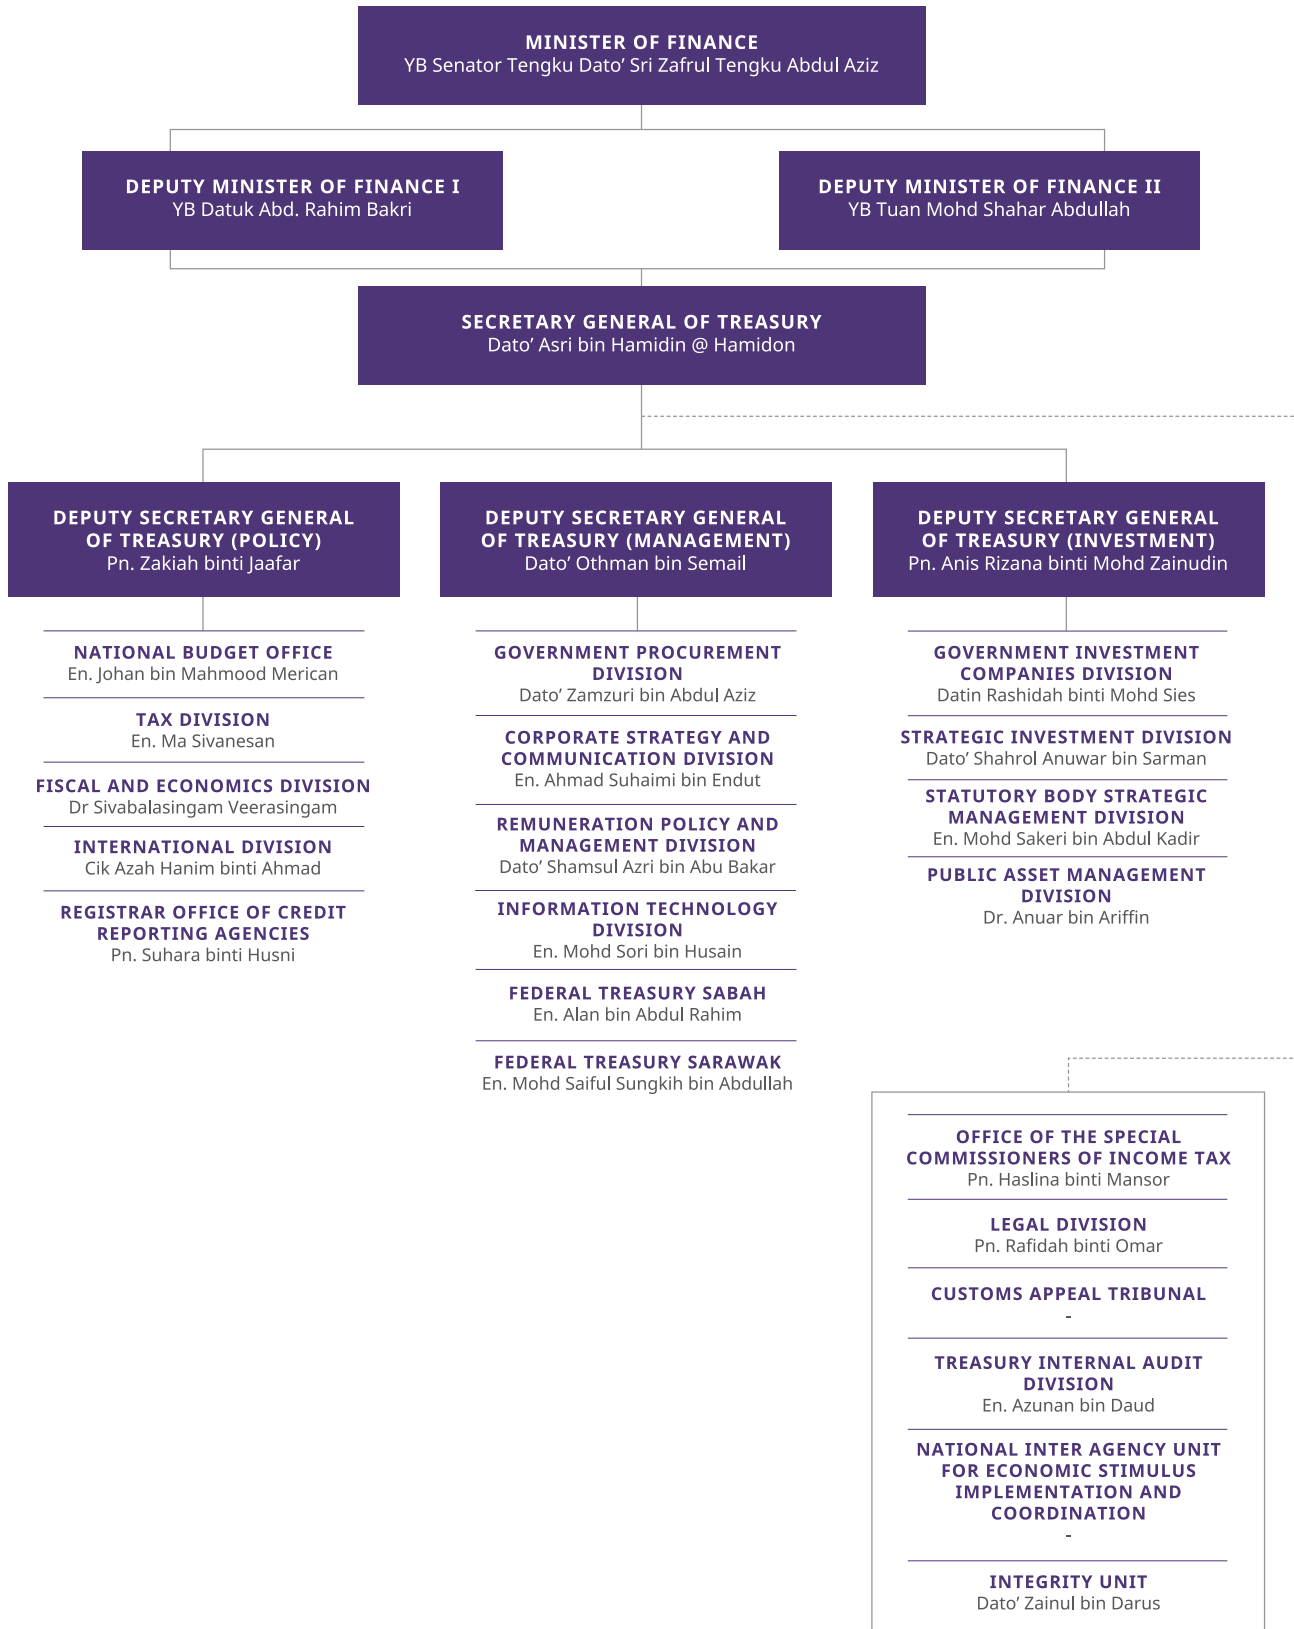 MINISTER OF FINANCE
YB Senator Tengku Dato’ Sri Zafrul Tengku Abdul Aziz
DEPUTY MINISTER OF FINANCE I
YB Datuk Abd. Rahim Bakri
DEPUTY MINISTER OF FINANCE II
YB Tuan Mohd Shahar Abdullah
SECRETARY GENERAL OF TREASURY
Dato’ Asri bin Hamidin @ Hamidon
DEPUTY SECRETARY GENERAL
OF TREASURY (POLICY)
Pn. Zakiah binti Jaafar
NATIONAL BUDGET OFFICE
En. Johan bin Mahmood Merican
TAX DIVISION
En. Ma Sivanesan
FISCAL AND ECONOMICS DIVISION
Dr Sivabalasingam Veerasingam
INTERNATIONAL DIVISION
Cik Azah Hanim binti Ahmad
REGISTRAR OFFICE OF CREDIT
REPORTING AGENCIES
Pn. Suhara binti Husni
DEPUTY SECRETARY GENERAL
OF TREASURY (MANAGEMENT)
Dato’ Othman bin Semail
GOVERNMENT PROCUREMENT
DIVISION
Dato’ Zamzuri bin Abdul Aziz
CORPORATE STRATEGY AND
COMMUNICATION DIVISION
En. Ahmad Suhaimi bin Endut
REMUNERATION POLICY AND
MANAGEMENT DIVISION
Dato’ Shamsul Azri bin Abu Bakar
INFORMATION TECHNOLOGY
DIVISION
En. Mohd Sori bin Husain
FEDERAL TREASURY SABAH
En. Alan bin Abdul Rahim
FEDERAL TREASURY SARAWAK
En. Mohd Saiful Sungkih bin Abdullah
DEPUTY SECRETARY GENERAL
OF TREASURY (INVESTMENT)
Pn. Anis Rizana binti Mohd Zainudin
GOVERNMENT INVESTMENT
COMPANIES DIVISION
Datin Rashidah binti Mohd Sies
STRATEGIC INVESTMENT DIVISION
Dato’ Shahrol Anuwar bin Sarman
STATUTORY BODY STRATEGIC
MANAGEMENT DIVISION
En. Mohd Sakeri bin Abdul Kadir
PUBLIC ASSET MANAGEMENT
DIVISION
Dr. Anuar bin Ariffin
OFFICE OF THE SPECIAL
COMMISSIONERS OF INCOME TAX
Pn. Haslina binti Mansor
LEGAL DIVISION
Pn. Rafidah binti Omar
CUSTOMS APPEAL TRIBUNAL
-
TREASURY INTERNAL AUDIT
DIVISION
En. Azunan bin Daud
NATIONAL INTER AGENCY UNIT
FOR ECONOMIC STIMULUS
IMPLEMENTATION AND
COORDINATION
-
INTEGRITY UNIT
Dato’ Zainul bin Darus